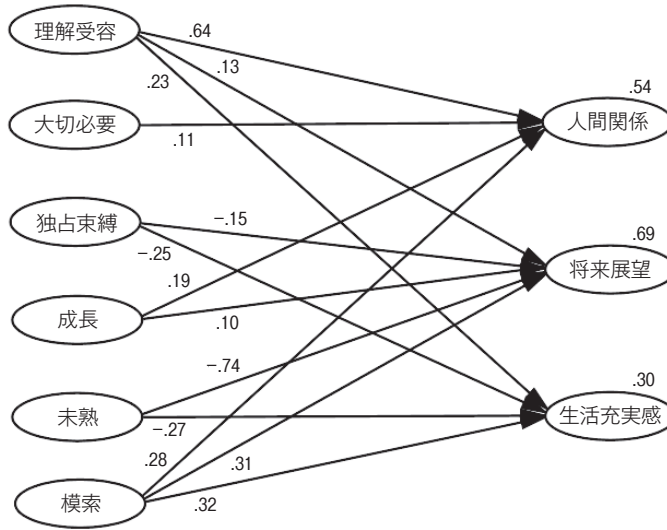 理解受容
.64
.13
.23
.54
大切必要
.11
人間関係
独占束縛
−.15
−.25
.69
将来展望
.19
成長
.10
−.74
.30
未熟
−.27
生活充実感
.28
.31
模索
.32